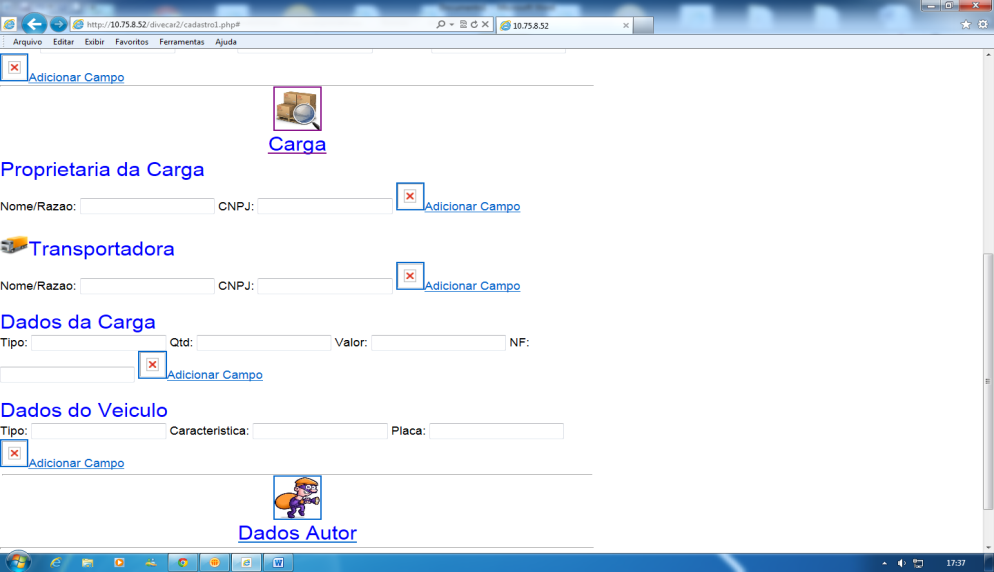 http://10.75.8.52/divecar2/cadastro1.php#
10.75.8.52
Arquivo Editar Exibir Favoritos Ferramentas Ajuda
Adicionar Campo
Carga
Proprietaria da Carga
Nome/Razao: CNPJ: Adicionar Campo
Transportadora
Nome/Razao: CNPJ: Adicionar Campo
Dados da Carga
Tipo: Qtd: Valor: NF:
Adicionar Campo
Dados do Veiculo
Tipo: Caracteristica: Placa:
Adicionar Campo
Dados Autor
17:37